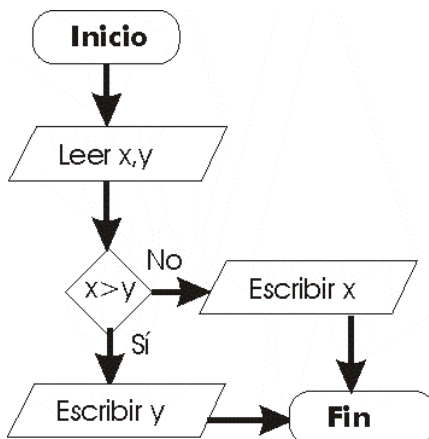 Inicio
Leer x,y
x>y
No
Escribir x
Sí
Escribir y
Fin